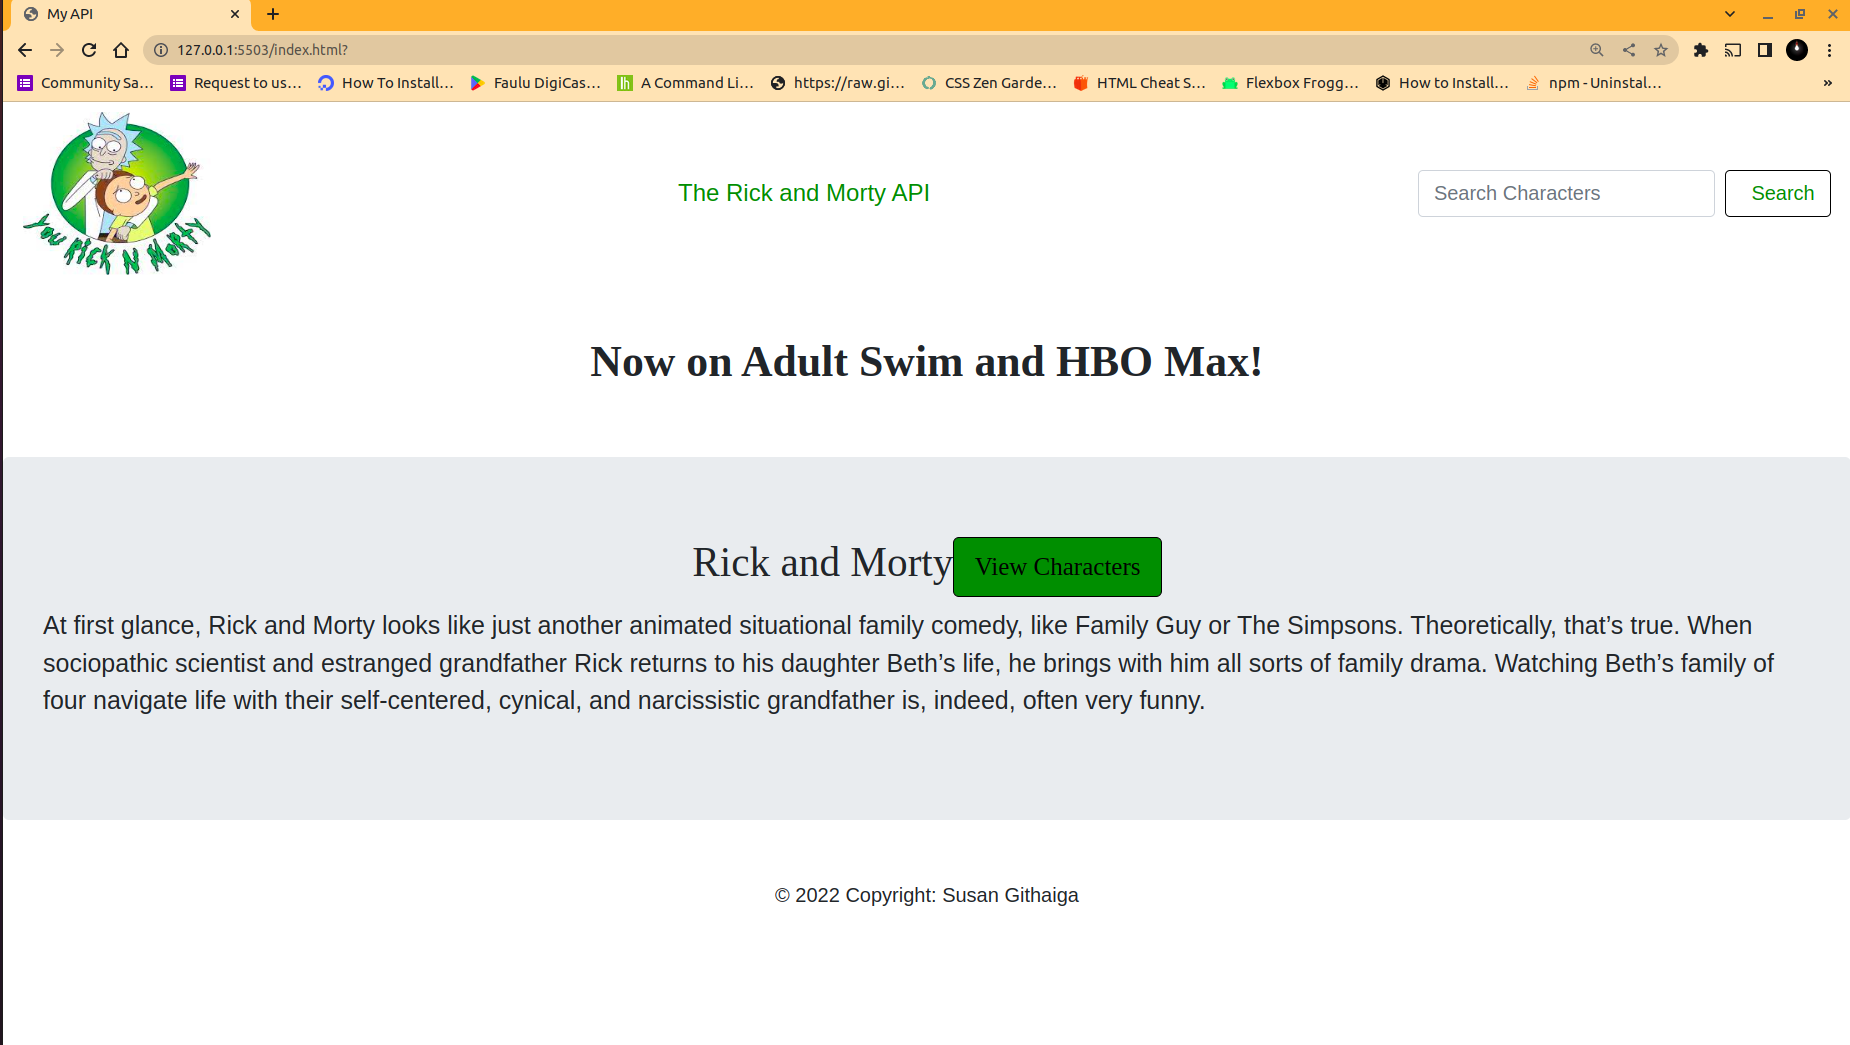 My API
127.0.0.1:5503/index.html?
Community Sa...
Request to us...
How To Install...
Faulu DigiCas...
A Command Li...
https://raw.gi...
CSS Zen Garde...
HTML Cheat S...
Flexbox Frogg...
How to Install...
npm - Uninstal...
»
YOU RICK N MORTY
The Rick and Morty API
Search Characters
Search
Now on Adult Swim and HBO Max!
Rick and Morty
View Characters
At first glance, Rick and Morty looks like just another animated situational family comedy, like Family Guy or The Simpsons. Theoretically, that’s true. When
sociopathic scientist and estranged grandfather Rick returns to his daughter Beth’s life, he brings with him all sorts of family drama. Watching Beth’s family of
four navigate life with their self-centered, cynical, and narcissistic grandfather is, indeed, often very funny.
© 2022 Copyright: Susan Githaiga